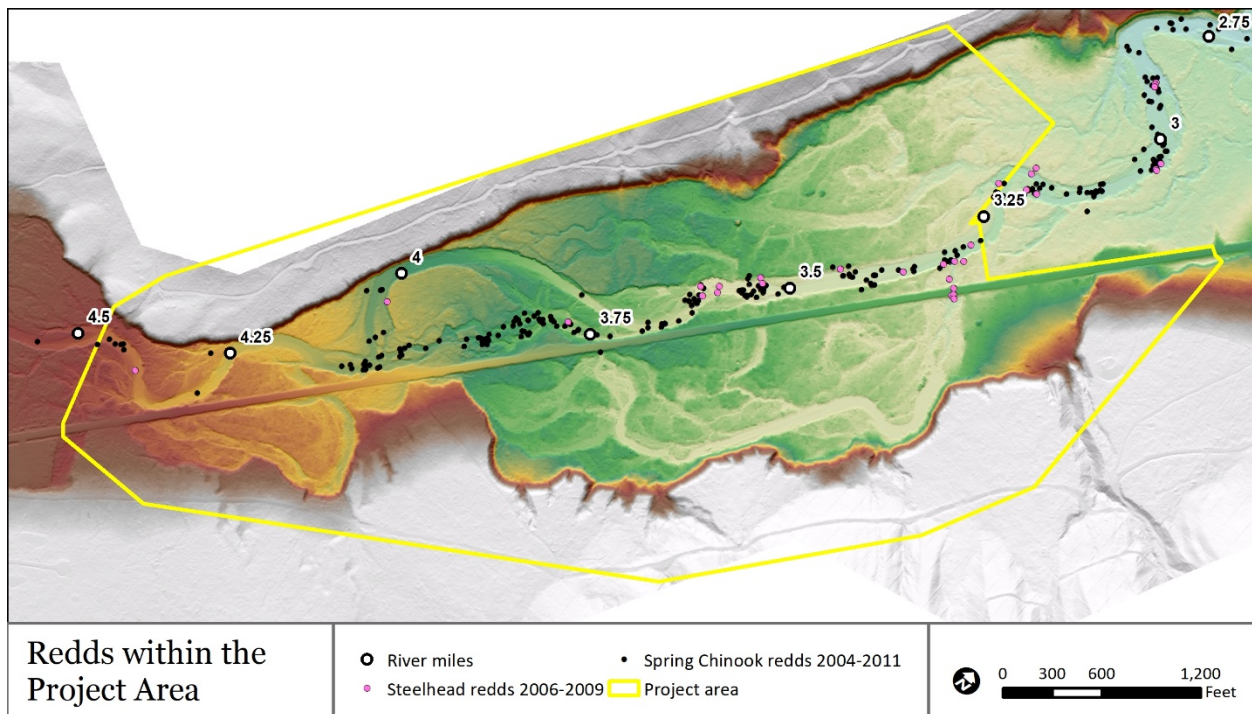 2.75
3
3.25
3.5
3.75
4
4.25
4.5
Redds within the
Project Area
River miles
Spring Chinook redds 2004-2011
Steelhead redds 2006-2009
Project area
N
0 300 600 1,200
Feet